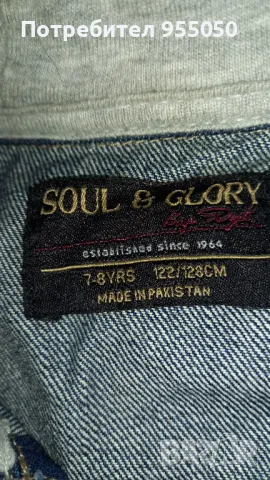 Потребител 955050
SOUL & GLORY
established since 1964
7-8YRS 122/128CM
MADE IN PAKISTAN